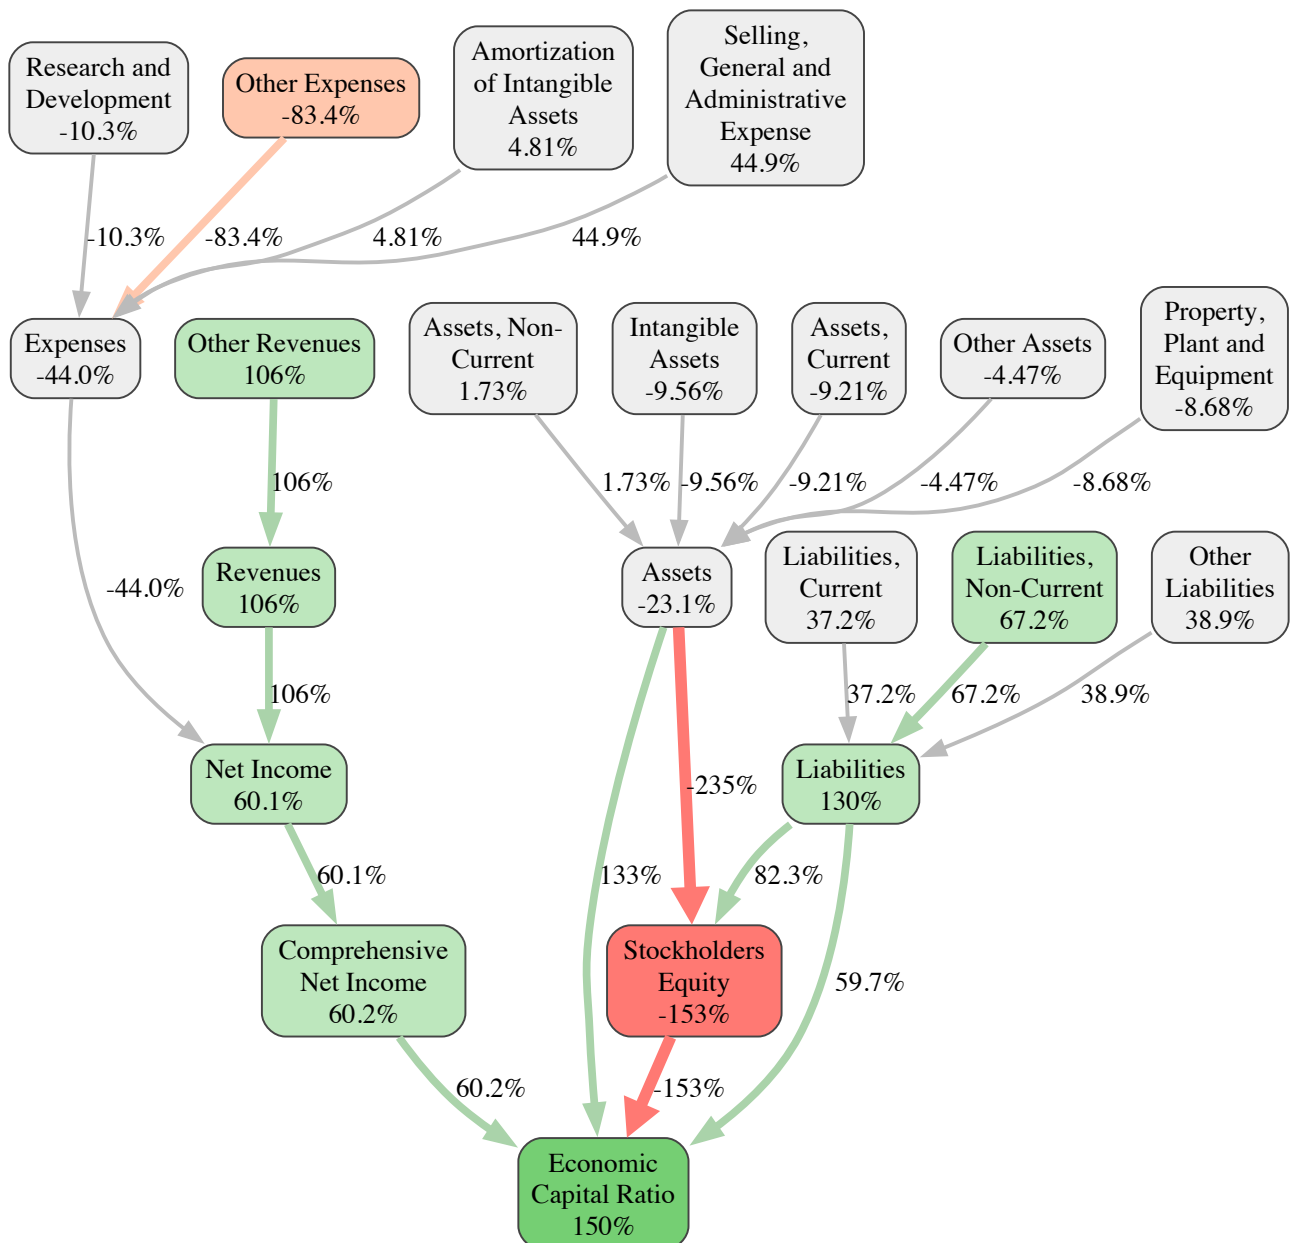 Research and
Development
-10.3%
Other Expenses
-83.4%
Amortization
of Intangible
Assets
4.81%
Selling,
General and
Administrative
Expense
44.9%
-10.3%
-83.4%
4.81%
44.9%
Expenses
-44.0%
Other Revenues
106%
Assets, Non-
Current
1.73%
Intangible
Assets
-9.56%
Assets,
Current
-9.21%
Other Assets
-4.47%
Property,
Plant and
Equipment
-8.68%
106%
1.73%
-9.56%
-9.21%
-4.47%
-8.68%
-44.0%
Revenues
106%
Assets
-23.1%
Liabilities,
Current
37.2%
Liabilities,
Non-Current
67.2%
Other
Liabilities
38.9%
106%
37.2%
67.2%
38.9%
Net Income
60.1%
-235%
Liabilities
130%
60.1%
133%
82.3%
Comprehensive
Net Income
60.2%
Stockholders
Equity
-153%
59.7%
60.2%
-153%
Economic
Capital Ratio
150%